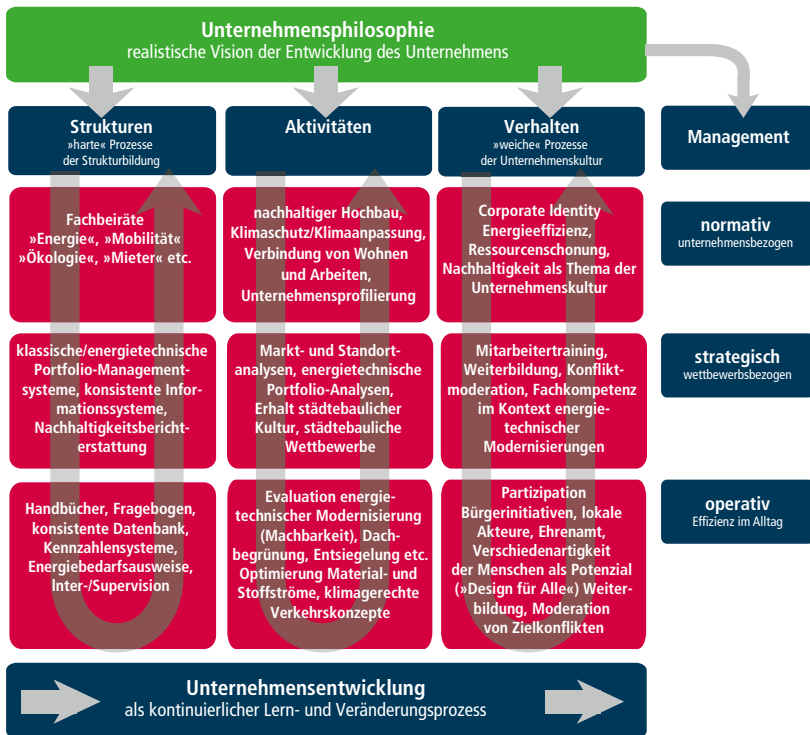 Unternehmensphilosophie
realistische Vision der Entwicklung des Unternehmens
Strukturen
»harte« Prozesse
der Strukturbildung
Aktivitäten
Verhalten
»weiche« Prozesse
der Unternehmenskultur
Management
Fachbeiräte
»Energie«, »Mobilität«
»Ökologie«, »Mieter« etc.
nachhaltiger Hochbau,
Klimaschutz/Klimaanpassung,
Verbindung von Wohnen
und Arbeiten,
Unternehmensprofilierung
Corporate Identity
Energieeffizienz,
Ressourcenschonung,
Nachhaltigkeit als Thema der
Unternehmenskultur
normativ
unternehmensbezogen
klassische/energietechnische
Portfolio-Management-
systeme, konsistente Infor-
mationssysteme,
Nachhaltigkeitsbericht-
erstattung
Markt- und Standort-
analysen, energietechnische
Portfolio-Analysen,
Erhalt städtebaulicher
Kultur, städtebauliche
Wettbewerbe
Mitarbeitertraining,
Weiterbildung, Konflikt-
moderation, Fachkompetenz
im Kontext energie-
technischer
Modernisierungen
strategisch
wettbewerbsbezogen
Handbücher, Fragebogen,
konsistente Datenbank,
Kennzahlensysteme,
Energiebedarfsausweise,
Inter-/Supervision
Evaluation energie-
technischer Modernisierung
(Machbarkeit), Dach-
begrünung, Entsiegelung etc.
Optimierung Material- und
Stoffströme, klimagerechte
Verkehrskonzepte
Partizipation
Bürgerinitiativen, lokale
Akteure, Ehrenamt,
Verschiedenartigkeit
der Menschen als Potenzial
(»Design für Alle«) Weiter-
bildung, Moderation
von Zielkonflikten
operativ
Effizienz im Alltag
Unternehmensentwicklung
als kontinuierlicher Lern- und Veränderungsprozess